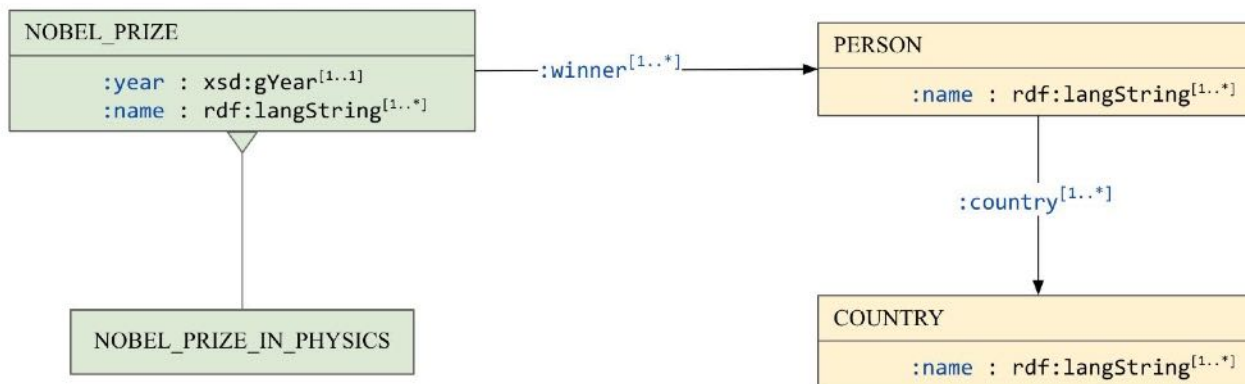 NOBEL_PRIZE
:year : xsd:gYear[1..1]
:name : rdf:langString[1..*]
:winner[1..*]
PERSON
:name : rdf:langString[1..*]
:country[1..*]
NOBEL_PRIZE_IN_PHYSICS
COUNTRY
:name : rdf:langString[1..*]